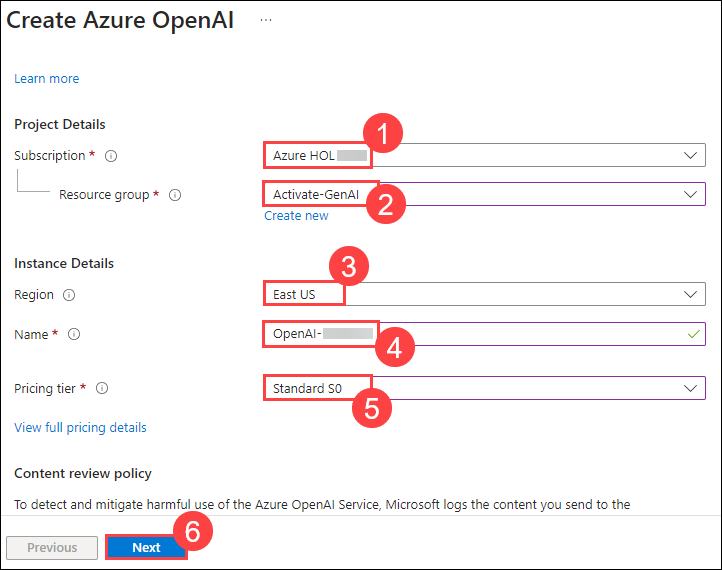 Create Azure OpenAI ...
Learn more
Project Details
1
Subscription * Azure HOL
Resource group * Activate-GenAI
2
Create new
Instance Details
3
Region East US
Name * OpenAI-
4
Pricing tier * Standard S0
5
View full pricing details
Content review policy
To detect and mitigate harmful use of the Azure OpenAI Service, Microsoft logs the content you send to the
6
Previous Next